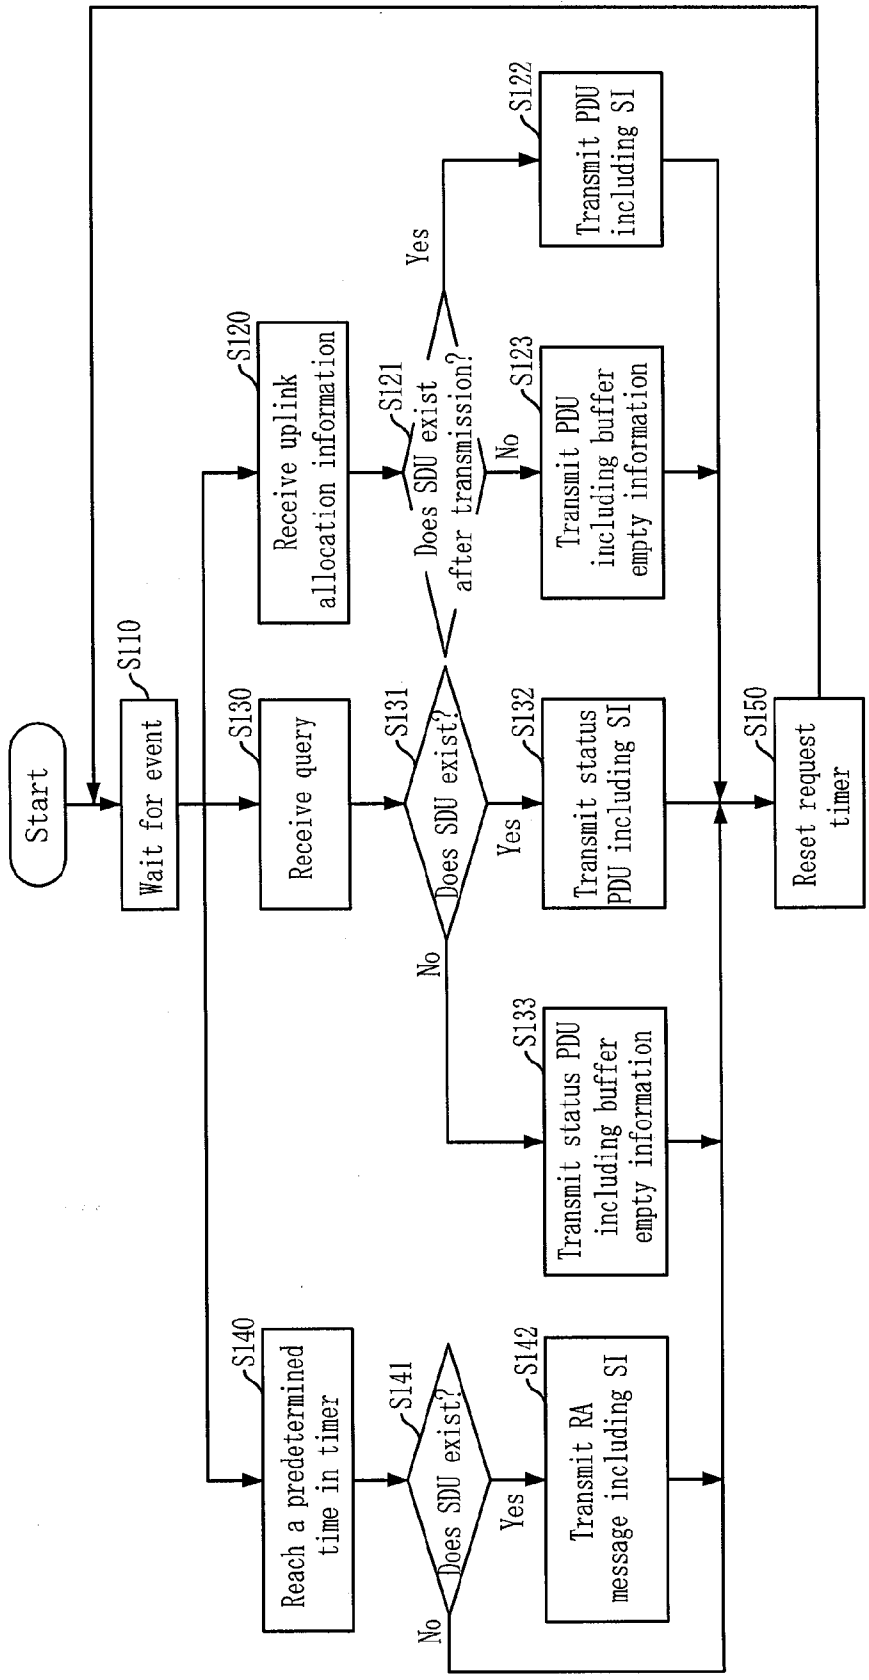 Start
S110
Wait for event
S140
Reach a predetermined
time in timer
S130
Receive query
S120
Receive uplink
allocation information
S141
Does SDU exist?
No
Yes
S131
Does SDU exist?
No
Yes
S121
Does SDU exist
after transmission?
No
Yes
S142
Transmit RA
message including SI
S133
Transmit status PDU
including buffer
empty information
S132
Transmit status
PDU including SI
S123
Transmit PDU
including buffer
empty information
S122
Transmit PDU
including SI
S150
Reset request
timer